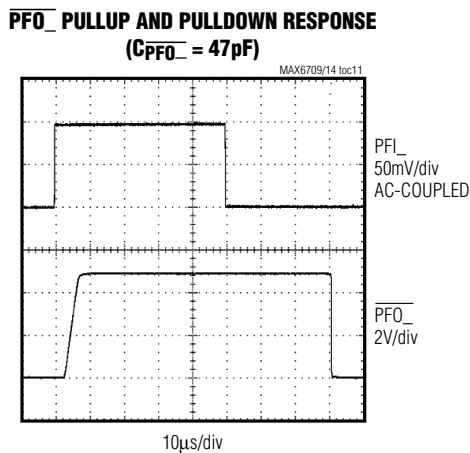 PFO_ PULLUP AND PULLDOWN RESPONSE
(CPFO_ = 47pF)
MAX6709/14 toc11
PFI_
50mV/div
AC-COUPLED
PFO_
2V/div
10μs/div